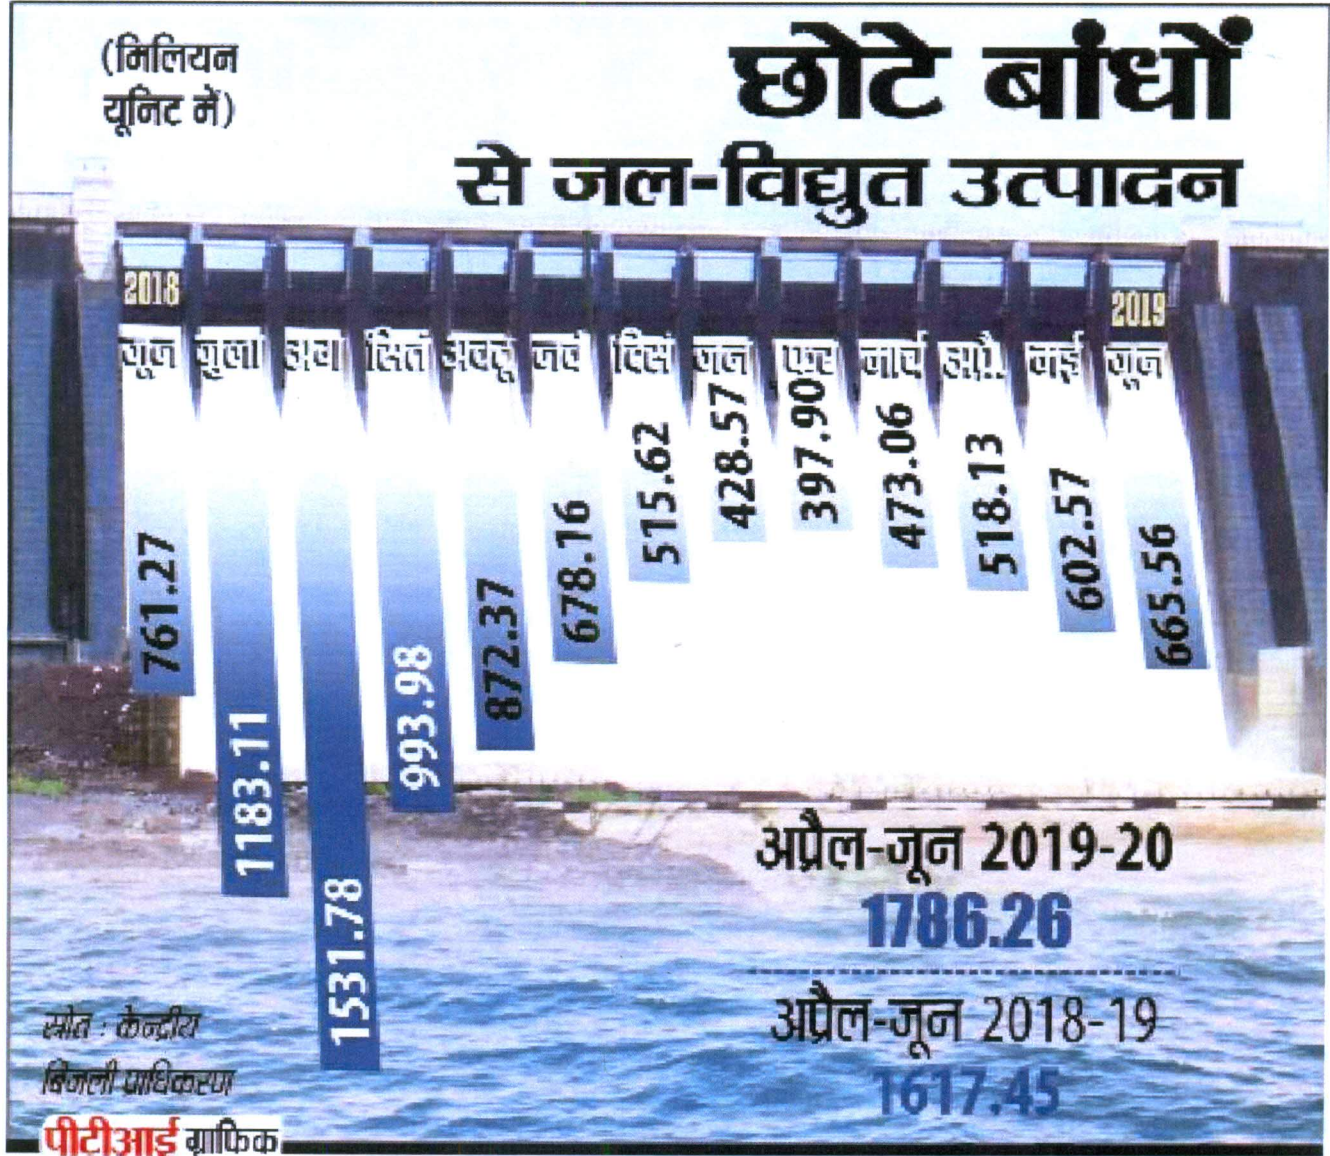 (मिलियन
यूनिट में)
छोटे बांधों
से जल-विद्युत उत्पादन
2018
2019
जून जुला अग सितं अक्टू नवं दिसं जन फर मार्च अप्रै. मई जून
761.27
1183.11
1531.78
993.98
872.37
678.16
515.62
428.57
397.90
473.06
518.13
602.57
665.56
अप्रैल-जून 2019-20
1786.26
अप्रैल-जून 2018-19
1617.45
स्रोत : केन्द्रीय
बिजली प्राधिकरण
पीटीआई ग्राफिक